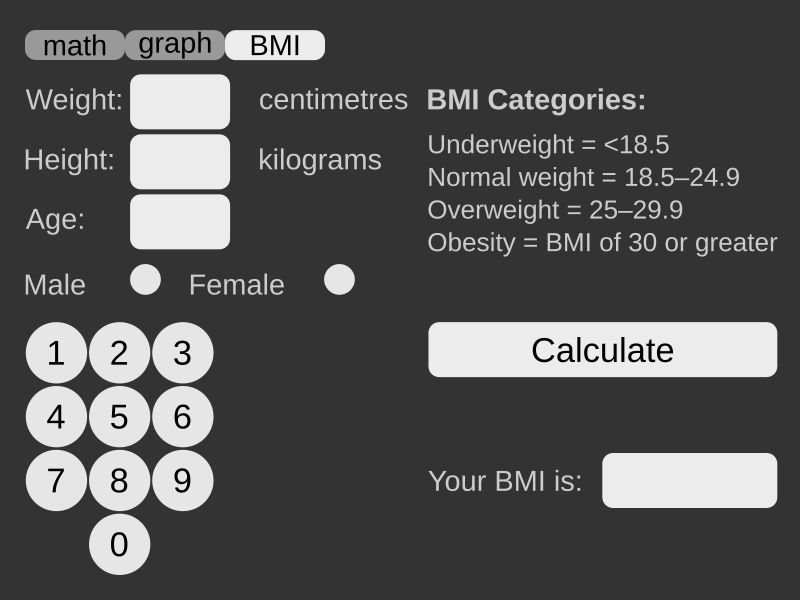 math graph BMI
Weight: centimetres
Height: kilograms
Age:
Male Female
BMI Categories:
Underweight = <18.5
Normal weight = 18.5–24.9
Overweight = 25–29.9
Obesity = BMI of 30 or greater
1 2 3
4 5 6
7 8 9
0
Calculate
Your BMI is: